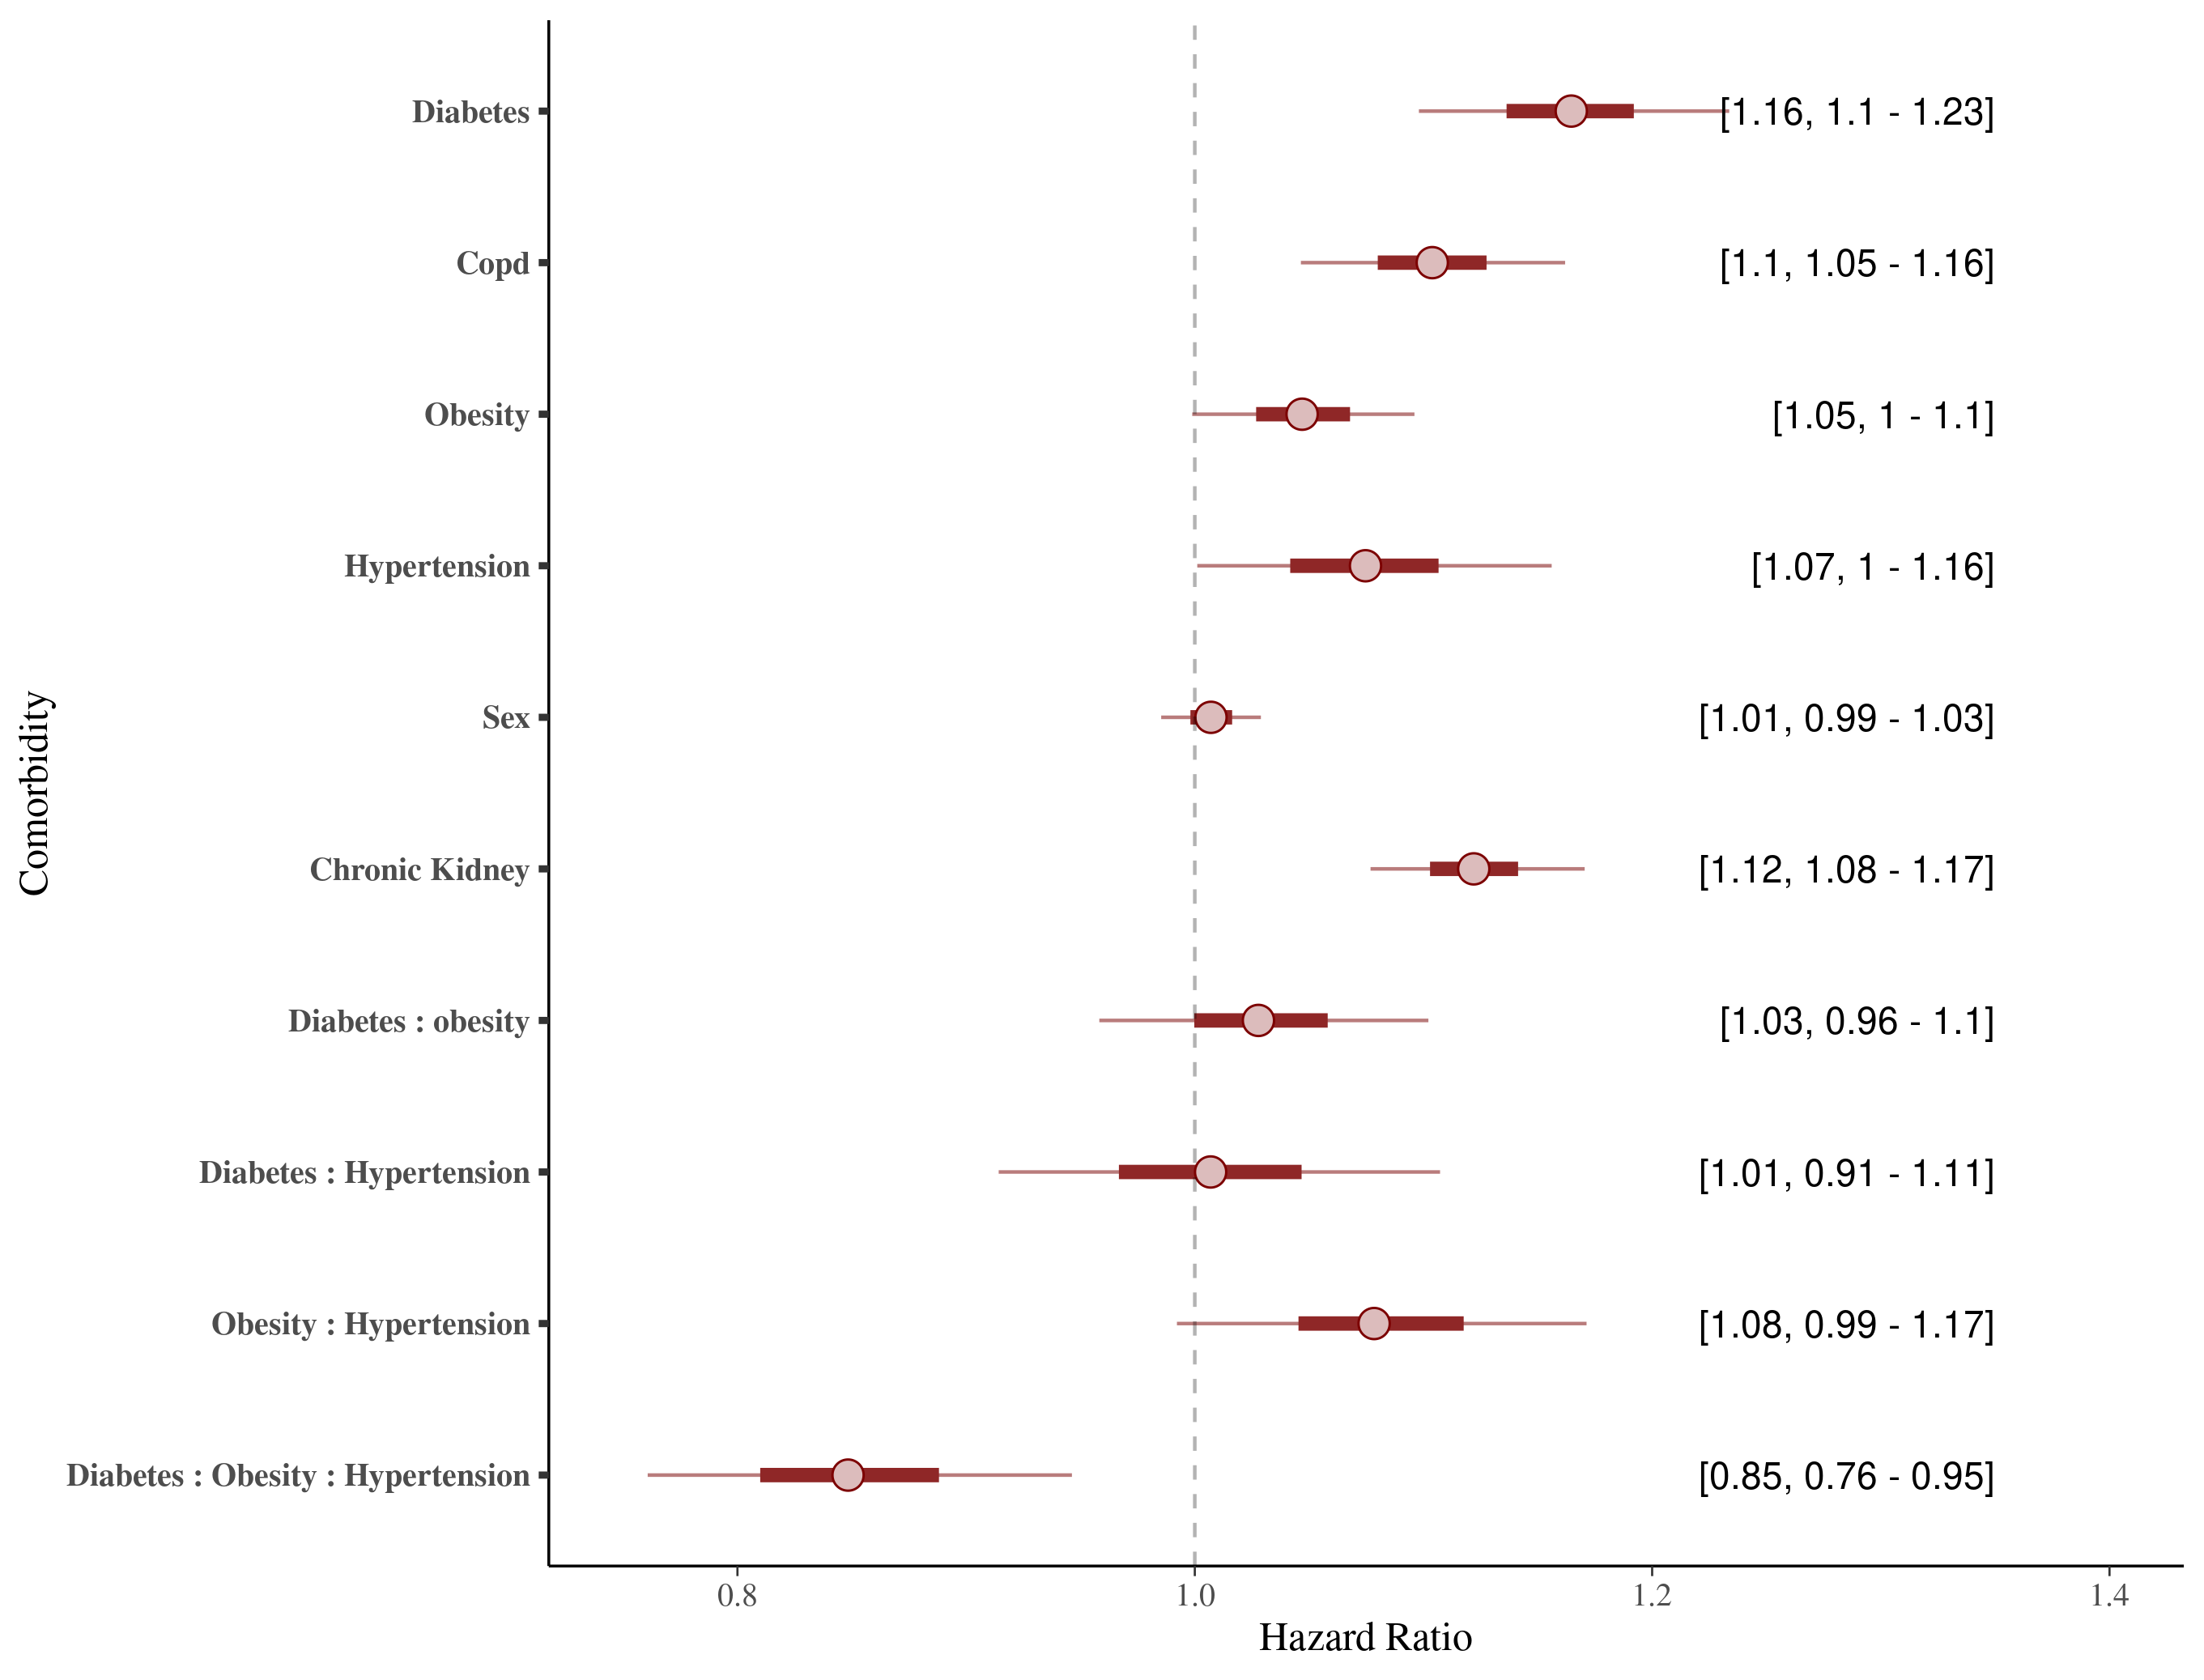 Comorbidity
Diabetes [1.16, 1.1 - 1.23]
Copd [1.1, 1.05 - 1.16]
Obesity [1.05, 1 - 1.1]
Hypertension [1.07, 1 - 1.16]
Sex [1.01, 0.99 - 1.03]
Chronic Kidney [1.12, 1.08 - 1.17]
Diabetes : obesity [1.03, 0.96 - 1.1]
Diabetes : Hypertension [1.01, 0.91 - 1.11]
Obesity : Hypertension [1.08, 0.99 - 1.17]
Diabetes : Obesity : Hypertension [0.85, 0.76 - 0.95]
0.8 1.0 1.2 1.4
Hazard Ratio